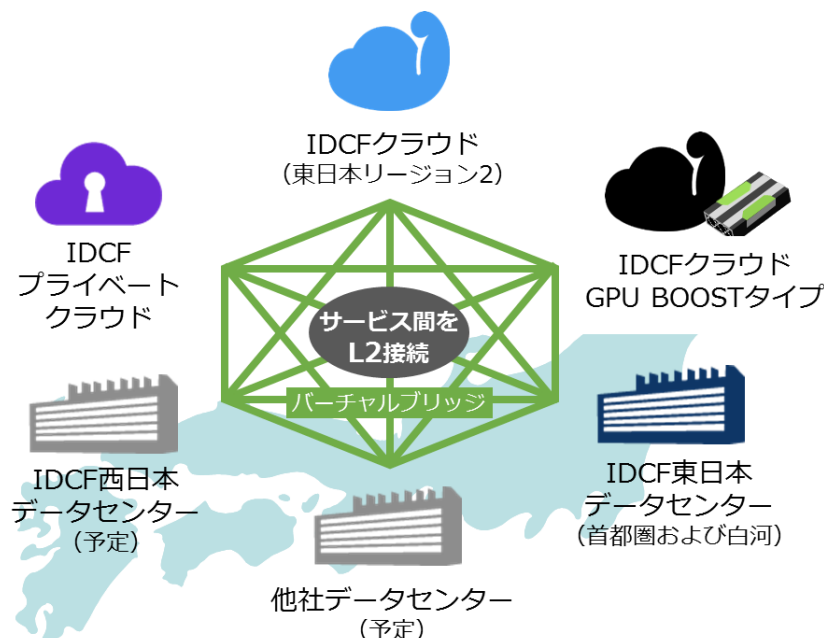 IDCFクラウド
（東日本リージョン2）
IDCF
プライベート
クラウド
IDCFクラウド
GPU BOOSTタイプ
サービス間を
L2接続
バーチャルブリッジ
IDCF西日本
データセンター
（予定）
IDCF東日本
データセンター
（首都圏および白河）
他社データセンター
（予定）